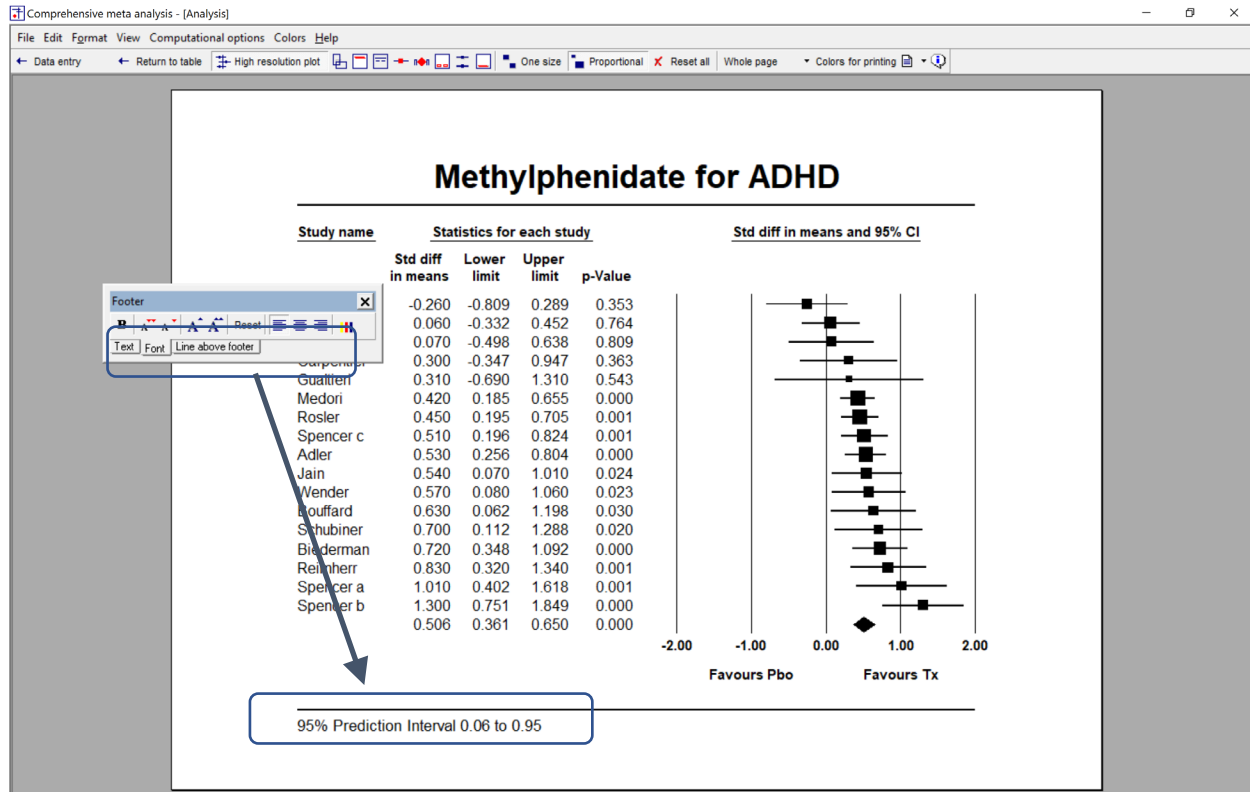 Comprehensive meta analysis - [Analysis]
File Edit Format View Computational options Colors Help
Data entry Return to table High resolution plot One size Proportional Reset all Whole page Colors for printing
Methylphenidate for ADHD
Study name Statistics for each study Std diff in means and 95% CI
Std diff Lower Upper
in means limit limit p-Value
-0.260 -0.809 0.289 0.353
Footer
0.060 -0.332 0.452 0.764
B A A A A Reset
0.070 -0.498 0.638 0.809
Text Font Line above footer
Carpentier 0.300 -0.347 0.947 0.363
Gualtieri 0.310 -0.690 1.310 0.543
Medori 0.420 0.185 0.655 0.000
Rosler 0.450 0.195 0.705 0.001
Spencer c 0.510 0.196 0.824 0.001
Adler 0.530 0.256 0.804 0.000
Jain 0.540 0.070 1.010 0.024
Wender 0.570 0.080 1.060 0.023
Bouffard 0.630 0.062 1.198 0.030
Schubiner 0.700 0.112 1.288 0.020
Biederman 0.720 0.348 1.092 0.000
Reimherr 0.830 0.320 1.340 0.001
Spencer a 1.010 0.402 1.618 0.001
Spencer b 1.300 0.751 1.849 0.000
0.506 0.361 0.650 0.000
-2.00 -1.00 0.00 1.00 2.00
Favours Pbo Favours Tx
95% Prediction Interval 0.06 to 0.95